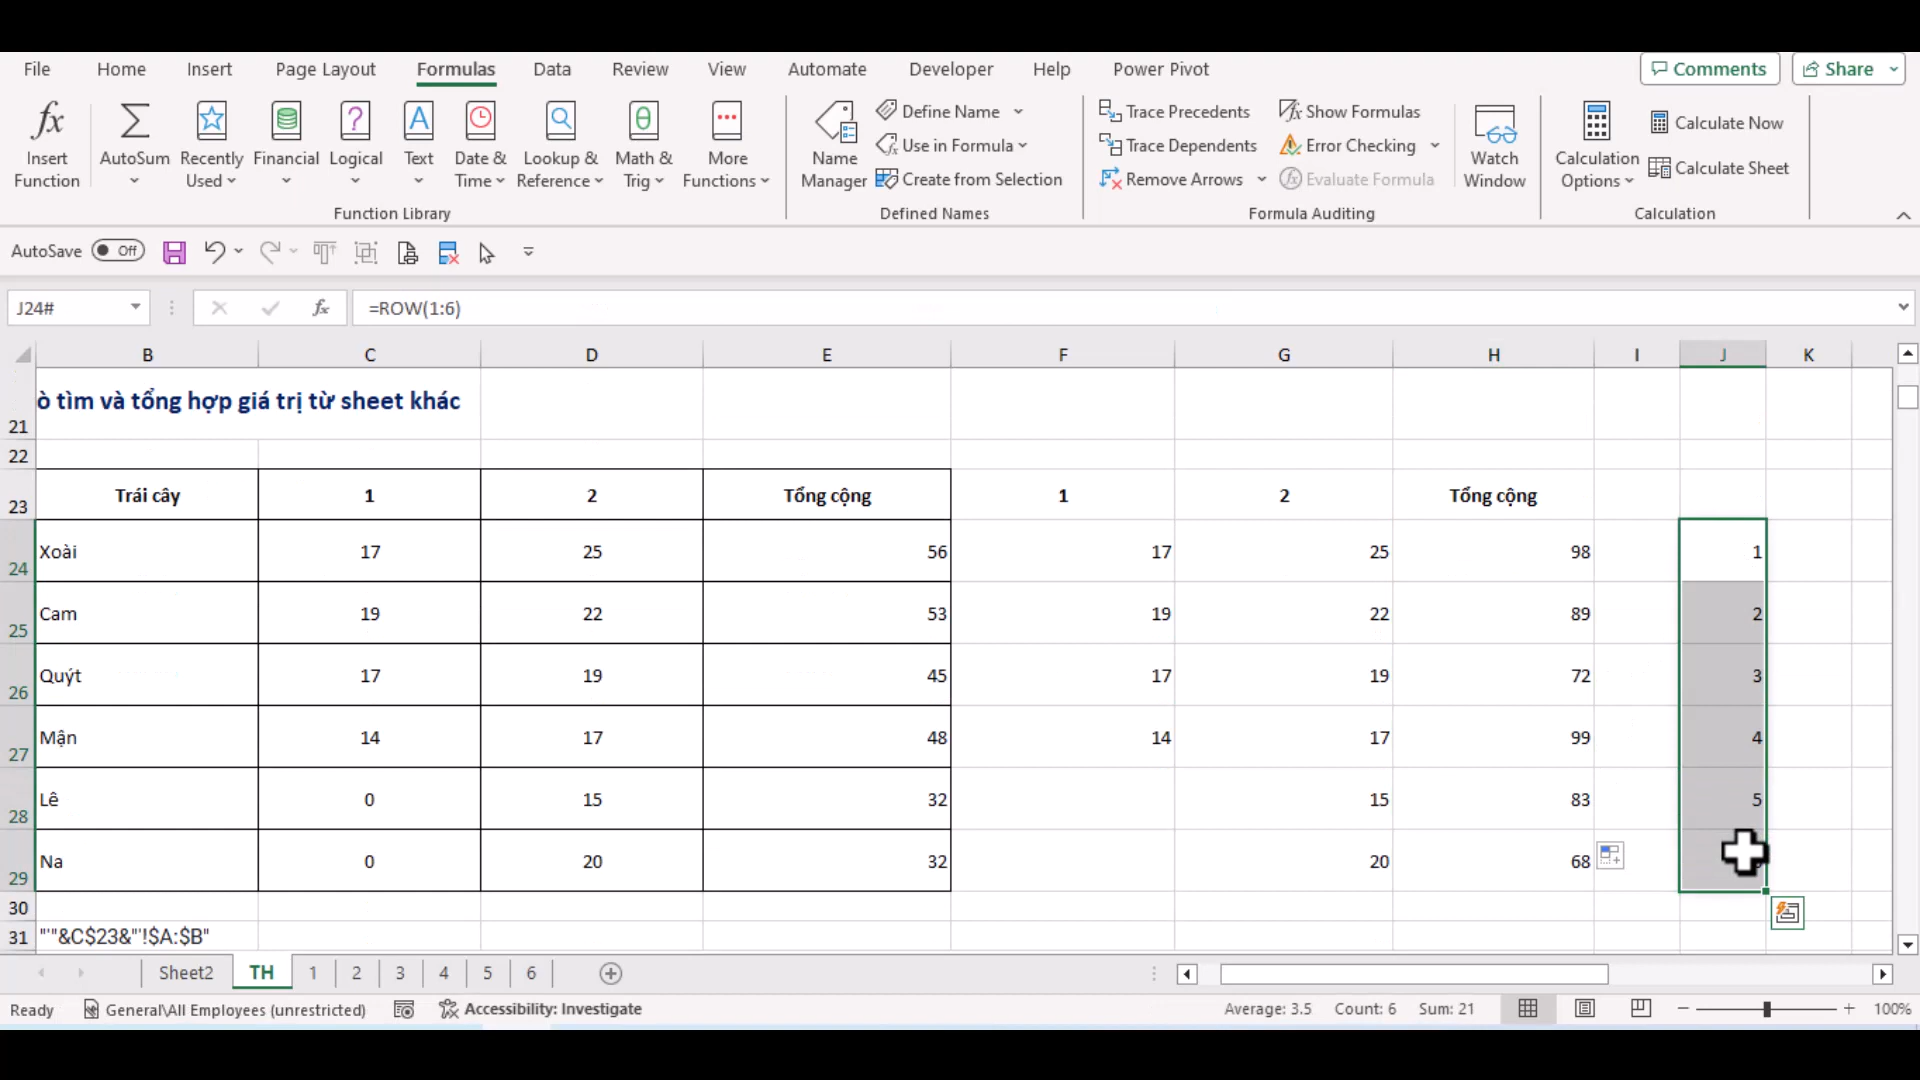 File Home Insert Page Layout Formulas Data Review View Automate Developer Help Power Pivot Comments Share
Insert Function
AutoSum
Recently Used
Financial
Logical
Text
Date & Time
Lookup & Reference
Math & Trig
More Functions
Function Library
Name Manager
Define Name
Use in Formula
Create from Selection
Defined Names
Trace Precedents
Trace Dependents
Remove Arrows
Show Formulas
Error Checking
Evaluate Formula
Formula Auditing
Watch Window
Calculation Options
Calculate Now
Calculate Sheet
Calculation
AutoSave Off
J24# fx =ROW(1:6)
B C D E F G H I J K
21 ò tìm và tổng hợp giá trị từ sheet khác
22
23 Trái cây 1 2 Tổng cộng 1 2 Tổng cộng
24 Xoài 17 25 56 17 25 98 1
25 Cam 19 22 53 19 22 89 2
26 Quýt 17 19 45 17 19 72 3
27 Mận 14 17 48 14 17 99 4
28 Lê 0 15 32 15 83 5
29 Na 0 20 32 20 68
30
31 "'"&C$23&"'!$A:$B"
Sheet2 TH 1 2 3 4 5 6
Ready General\All Employees (unrestricted) Accessibility: Investigate Average: 3.5 Count: 6 Sum: 21 100%